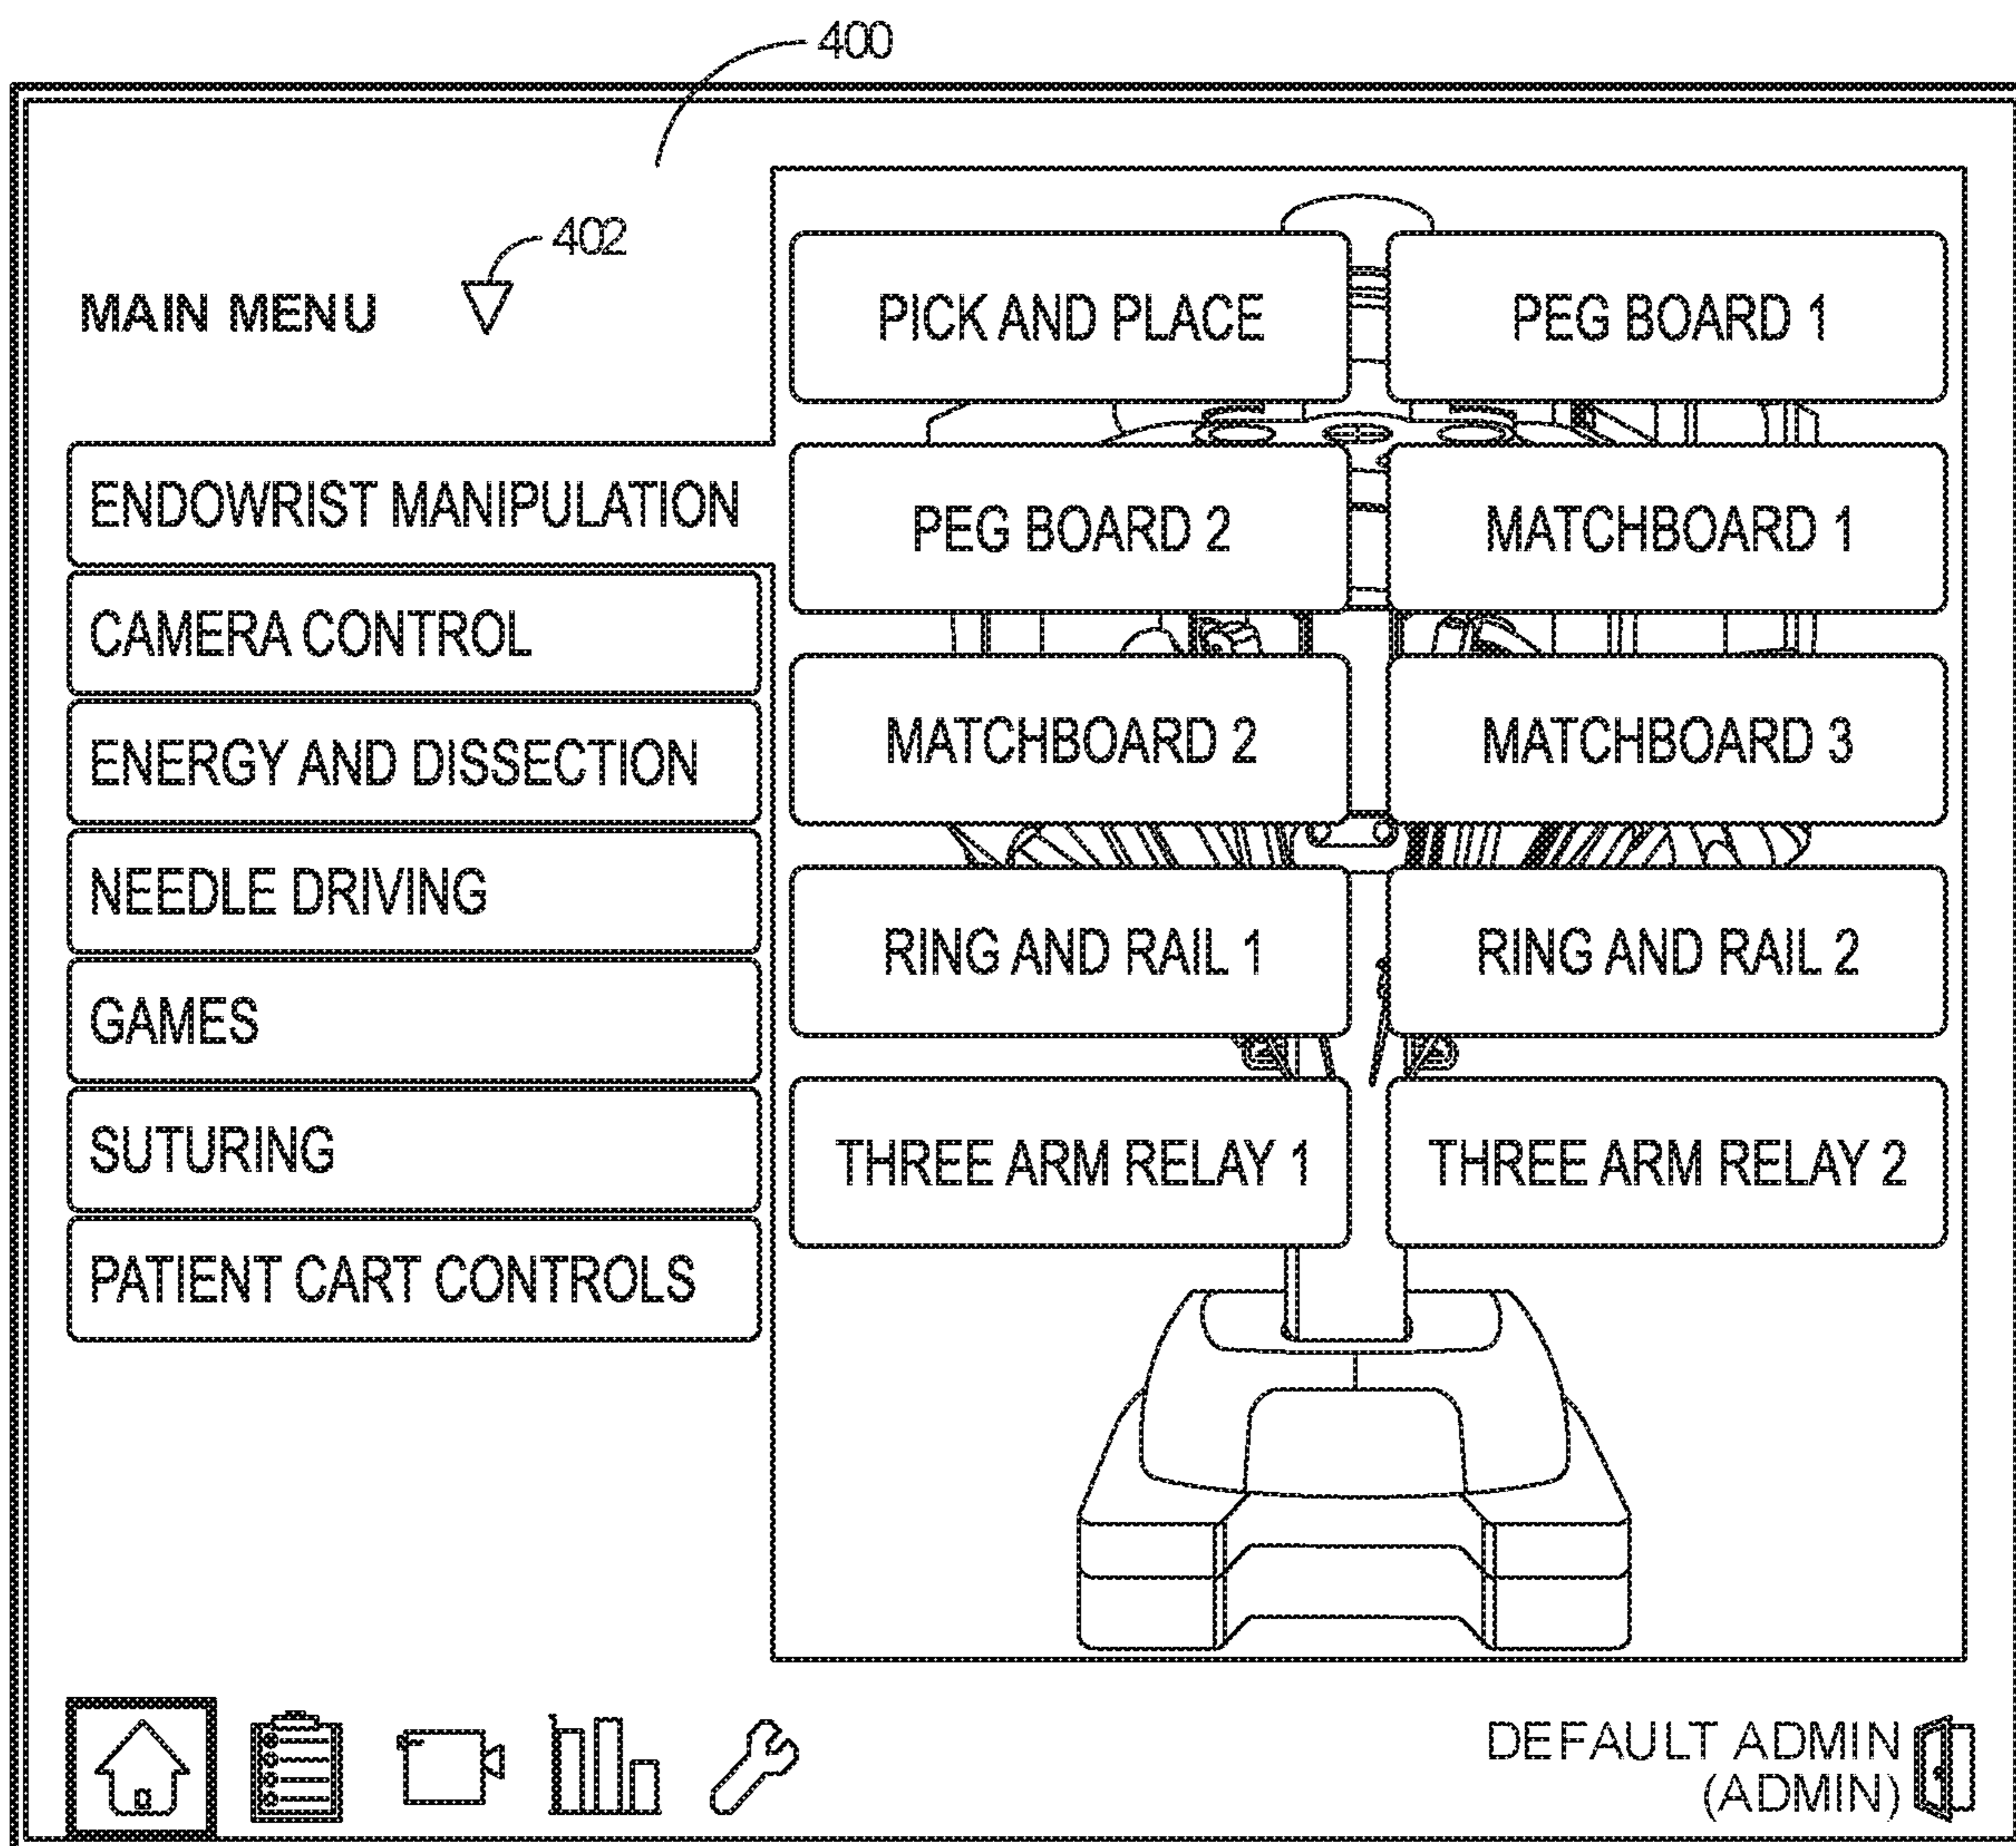 400
402
MAIN MENU
ENDOWRIST MANIPULATION
CAMERA CONTROL
ENERGY AND DISSECTION
NEEDLE DRIVING
GAMES
SUTURING
PATIENT CART CONTROLS
PICK AND PLACE
PEG BOARD 1
PEG BOARD 2
MATCHBOARD 1
MATCHBOARD 2
MATCHBOARD 3
RING AND RAIL 1
RING AND RAIL 2
THREE ARM RELAY 1
THREE ARM RELAY 2
DEFAULT ADMIN
(ADMIN)